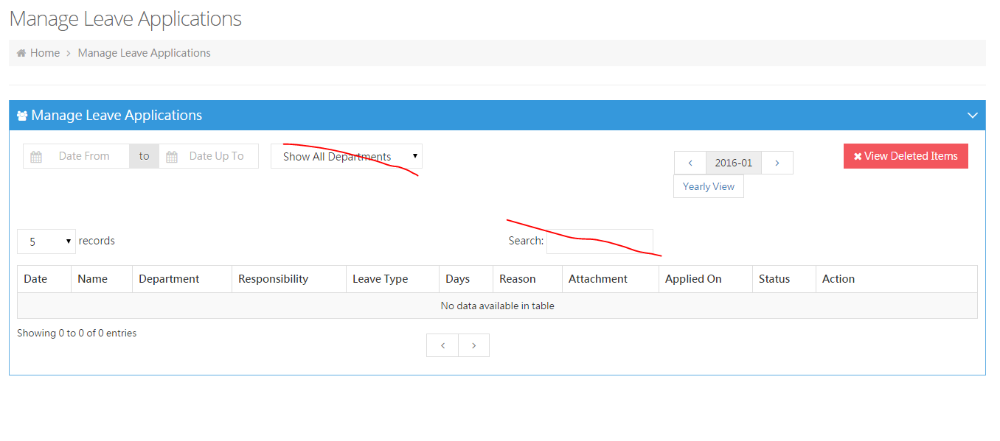 Manage Leave Applications
Home > Manage Leave Applications
Manage Leave Applications
Date From to Date Up To Show All Departments < 2016-01 > View Deleted Items
Yearly View
5 records Search:
Date Name Department Responsibility Leave Type Days Reason Attachment Applied On Status Action
No data available in table
Showing 0 to 0 of 0 entries
< >